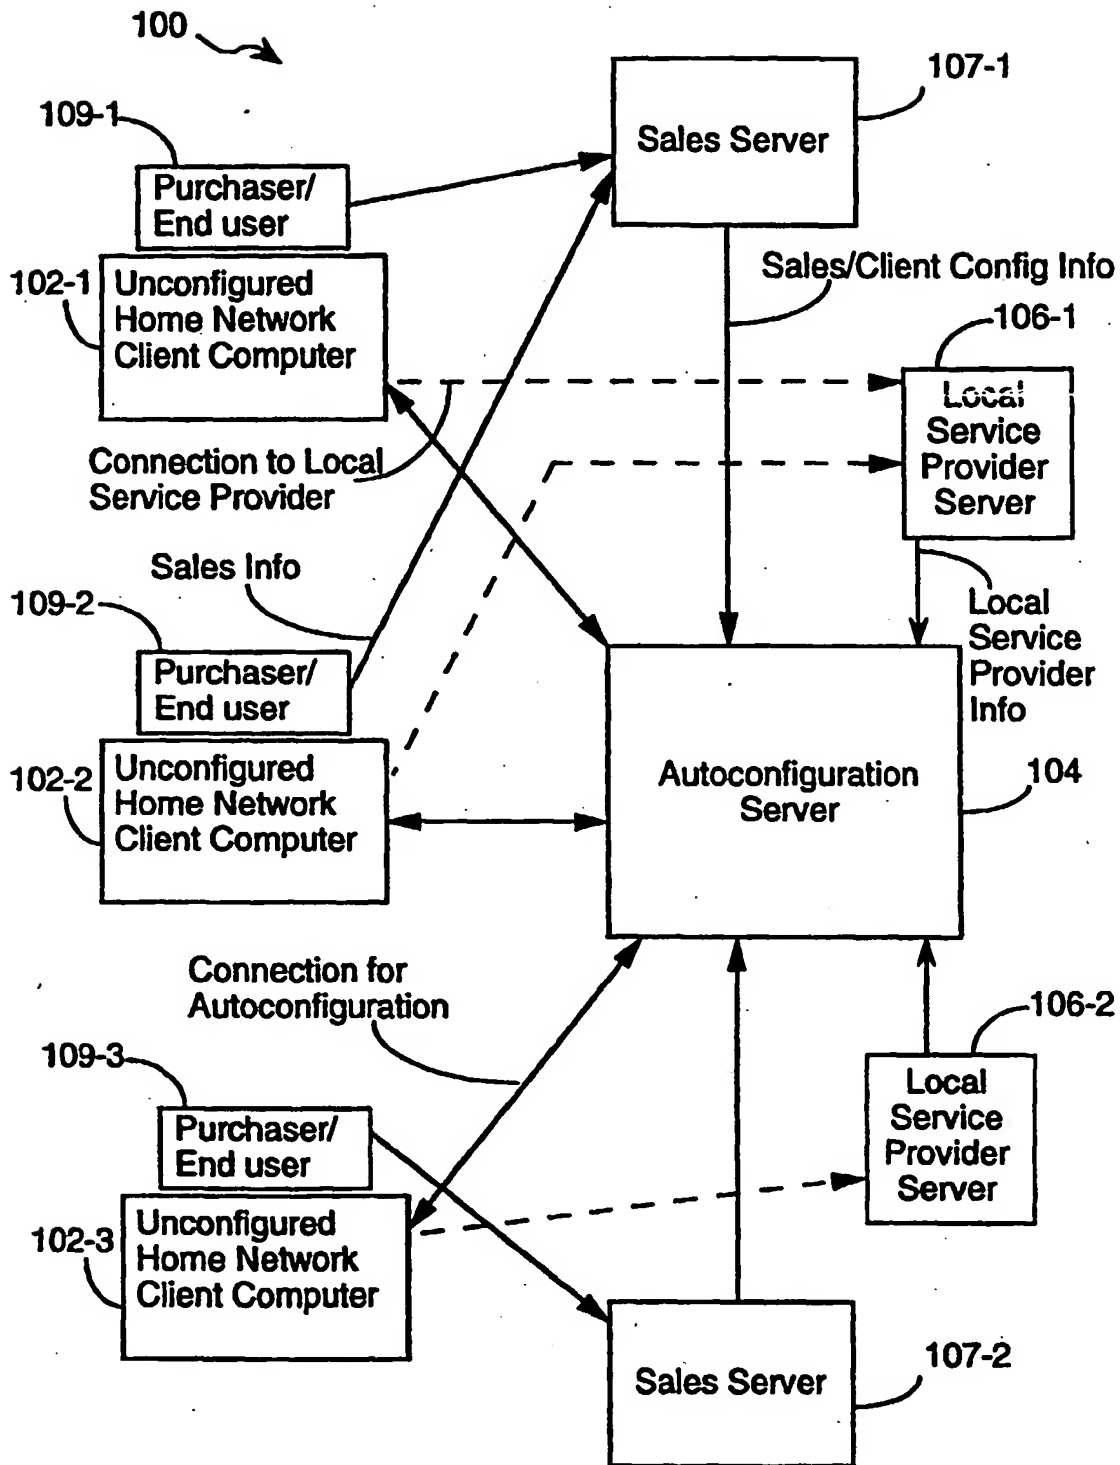 100
107-1
109-1
Sales Server
Purchaser/
End user
102-1
Unconfigured
Home Network
Client Computer
Sales/Client Config Info
106-1
Local
Service
Provider
Server
Connection to Local
Service Provider
Sales Info
109-2
Purchaser/
End user
Local
Service
Provider
Info
102-2
Unconfigured
Home Network
Client Computer
Autoconfiguration
Server
104
Connection for
Autoconfiguration
106-2
109-3
Local
Service
Provider
Server
Purchaser/
End user
102-3
Unconfigured
Home Network
Client Computer
107-2
Sales Server